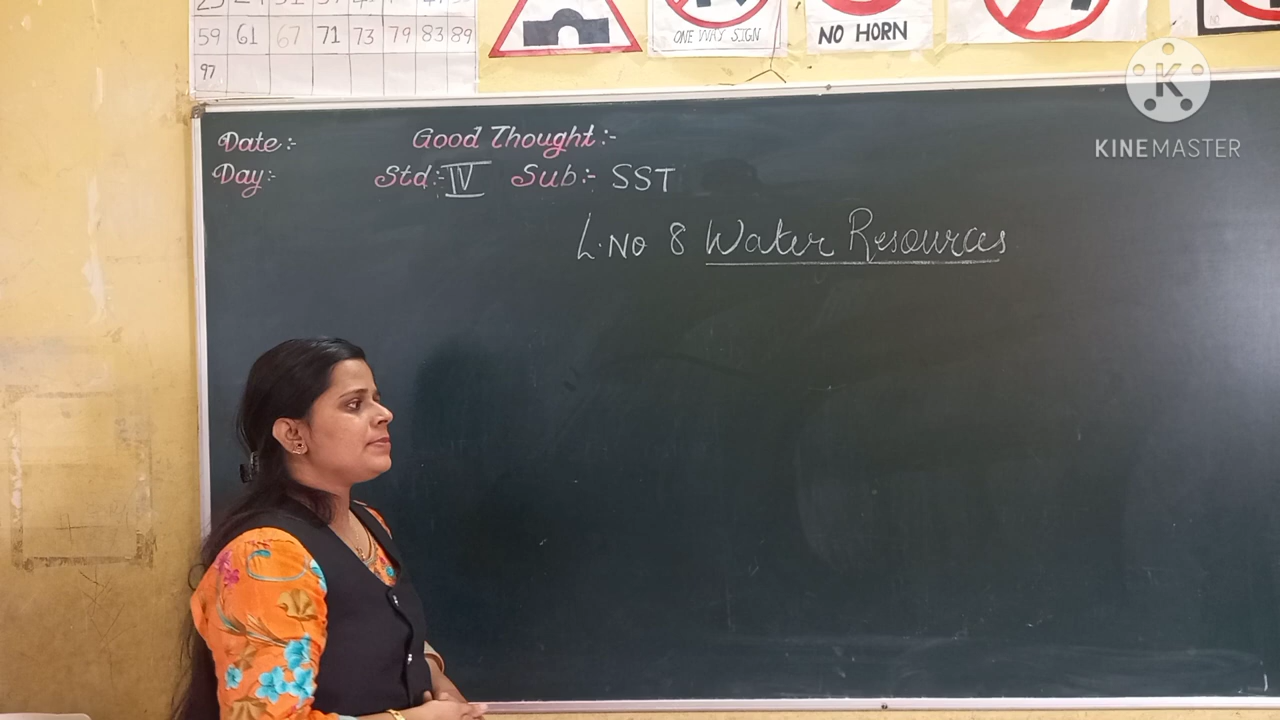 59 61 67 71 73 79 83 89
97
ONE WAY SIGN
NO HORN
KINEMASTER
Date:-
Good Thought:-
Day:-
Std:- IV Sub:- SST
L.No 8 Water Resources